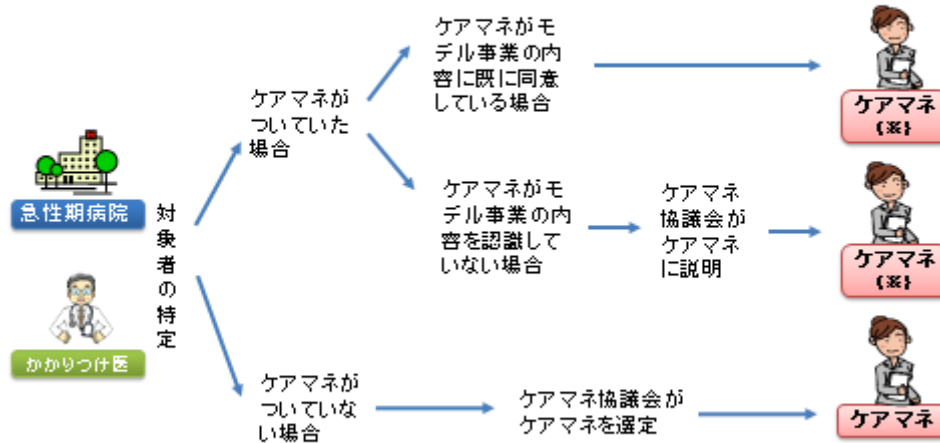 急性期病院
かかりつけ医
対象者の特定
ケアマネが
ついていた
場合
ケアマネがモ
デル事業の内
容に既に同意
している場合
ケアマネ
(※)
ケアマネがモ
デル事業の内
容を認識して
いない場合
ケアマネ
協議会が
ケアマネ
に説明
ケアマネ
(※)
ケアマネが
ついていな
い場合
ケアマネ協議会が
ケアマネを選定
ケアマネ